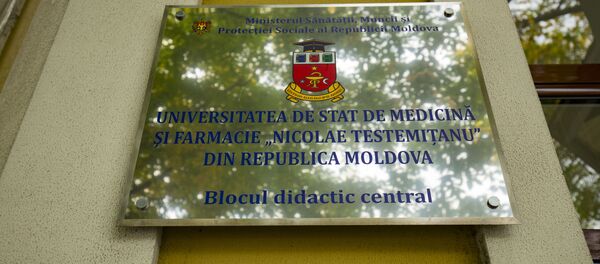 Ministerul Sănătății, Muncii și
Protecției Sociale al Republicii Moldova
UNIVERSITATEA DE STAT DE MEDICINĂ
ȘI FARMACIE „NICOLAE TESTEMIȚANU”
DIN REPUBLICA MOLDOVA
Blocul didactic central